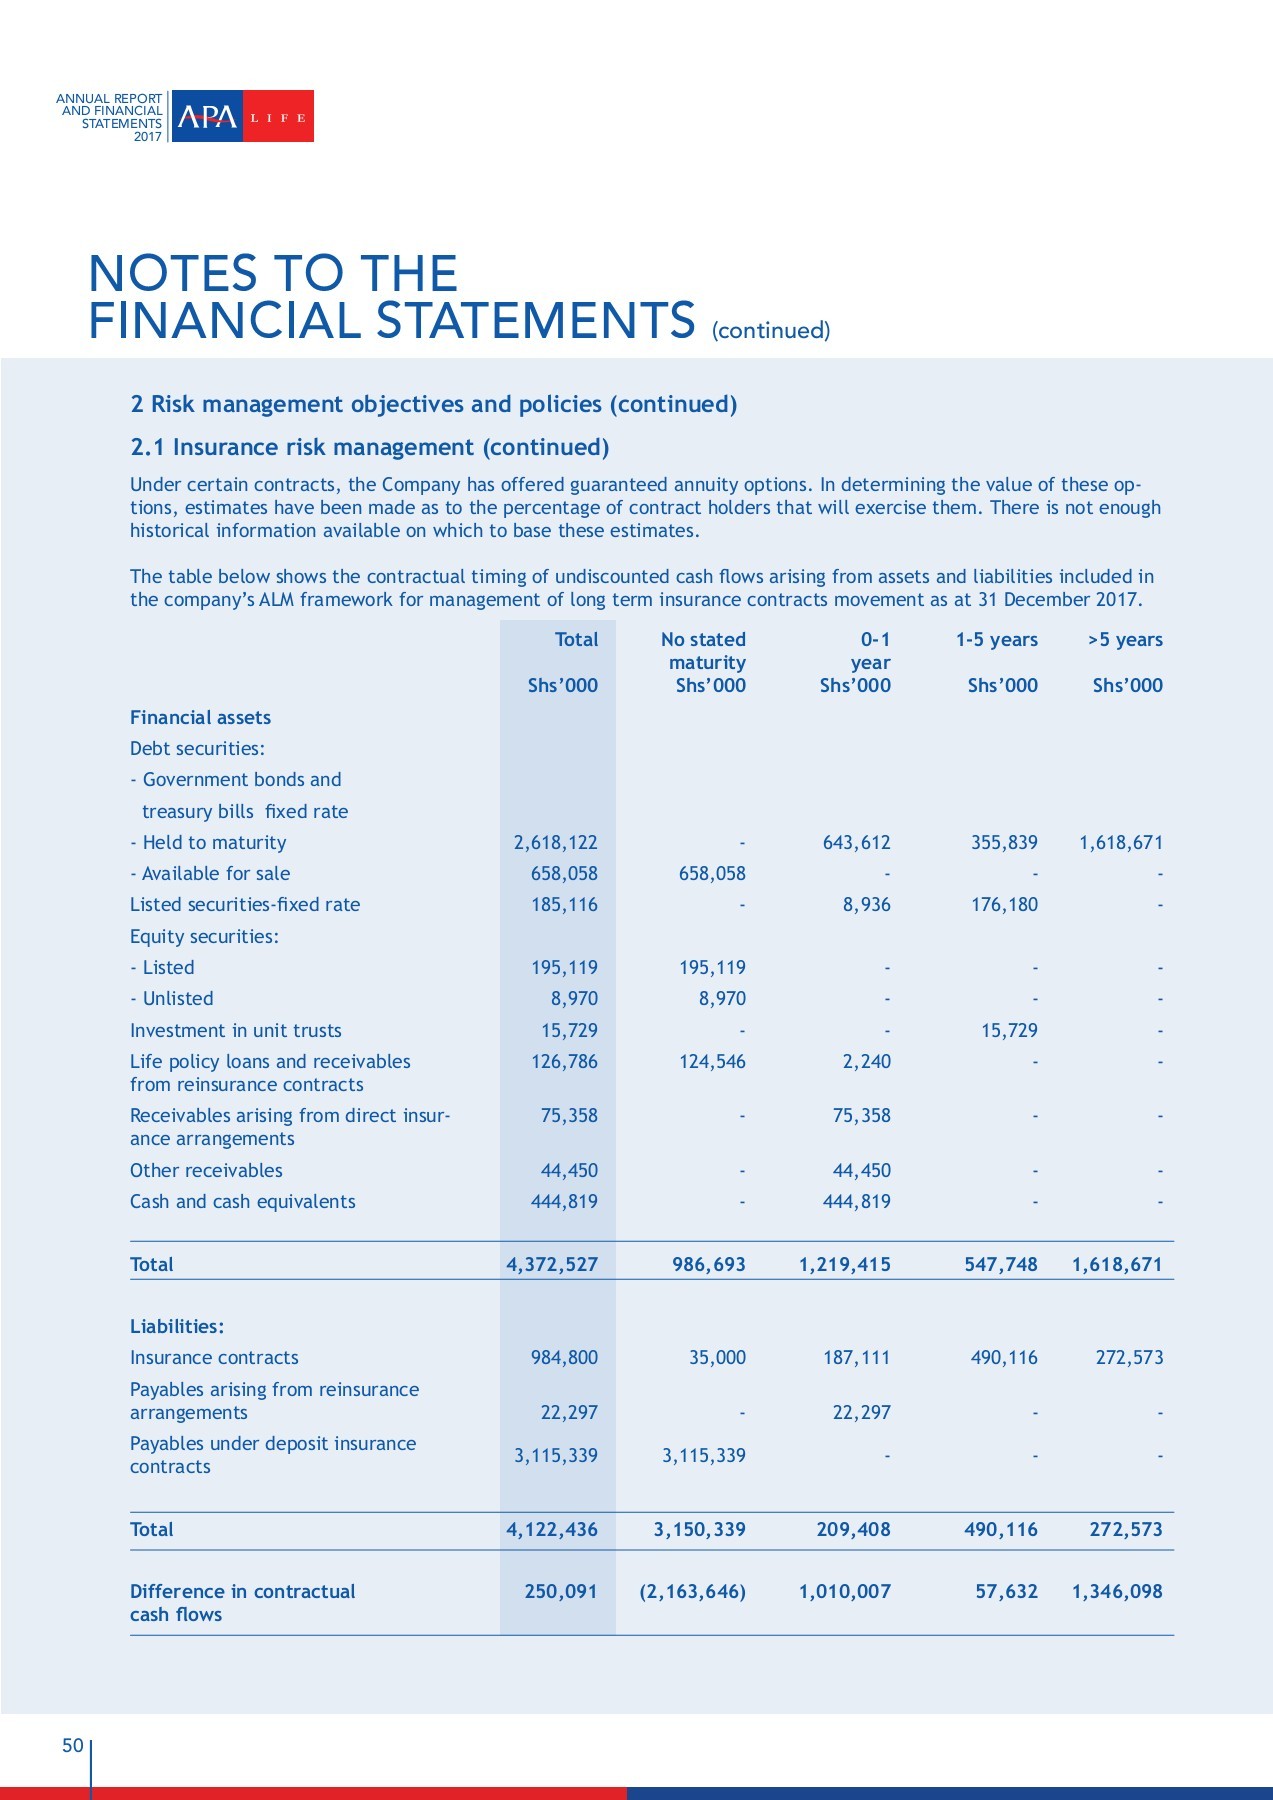 ANNUAL REPORT
AND FINANCIAL
STATEMENTS
2017
APA LIFE
NOTES TO THE
FINANCIAL STATEMENTS (continued)
2 Risk management objectives and policies (continued)
2.1 Insurance risk management (continued)
Under certain contracts, the Company has offered guaranteed annuity options. In determining the value of these op-
tions, estimates have been made as to the percentage of contract holders that will exercise them. There is not enough
historical information available on which to base these estimates.
The table below shows the contractual timing of undiscounted cash flows arising from assets and liabilities included in
the company's ALM framework for management of long term insurance contracts movement as at 31 December 2017.
Total No stated 0-1 1-5 years >5 years
maturity year
Shs'000 Shs'000 Shs'000 Shs'000 Shs'000
Financial assets
Debt securities:
- Government bonds and
treasury bills fixed rate
- Held to maturity 2,618,122 - 643,612 355,839 1,618,671
- Available for sale 658,058 658,058 - - -
Listed securities-fixed rate 185,116 - 8,936 176,180 -
Equity securities:
- Listed 195,119 195,119 - - -
- Unlisted 8,970 8,970 - - -
Investment in unit trusts 15,729 - - 15,729 -
Life policy loans and receivables 126,786 124,546 2,240 - -
from reinsurance contracts
Receivables arising from direct insur- 75,358 - 75,358 - -
ance arrangements
Other receivables 44,450 - 44,450 - -
Cash and cash equivalents 444,819 - 444,819 - -
Total 4,372,527 986,693 1,219,415 547,748 1,618,671
Liabilities:
Insurance contracts 984,800 35,000 187,111 490,116 272,573
Payables arising from reinsurance
arrangements 22,297 - 22,297 - -
Payables under deposit insurance
contracts 3,115,339 3,115,339 - - -
Total 4,122,436 3,150,339 209,408 490,116 272,573
Difference in contractual 250,091 (2,163,646) 1,010,007 57,632 1,346,098
cash flows
50